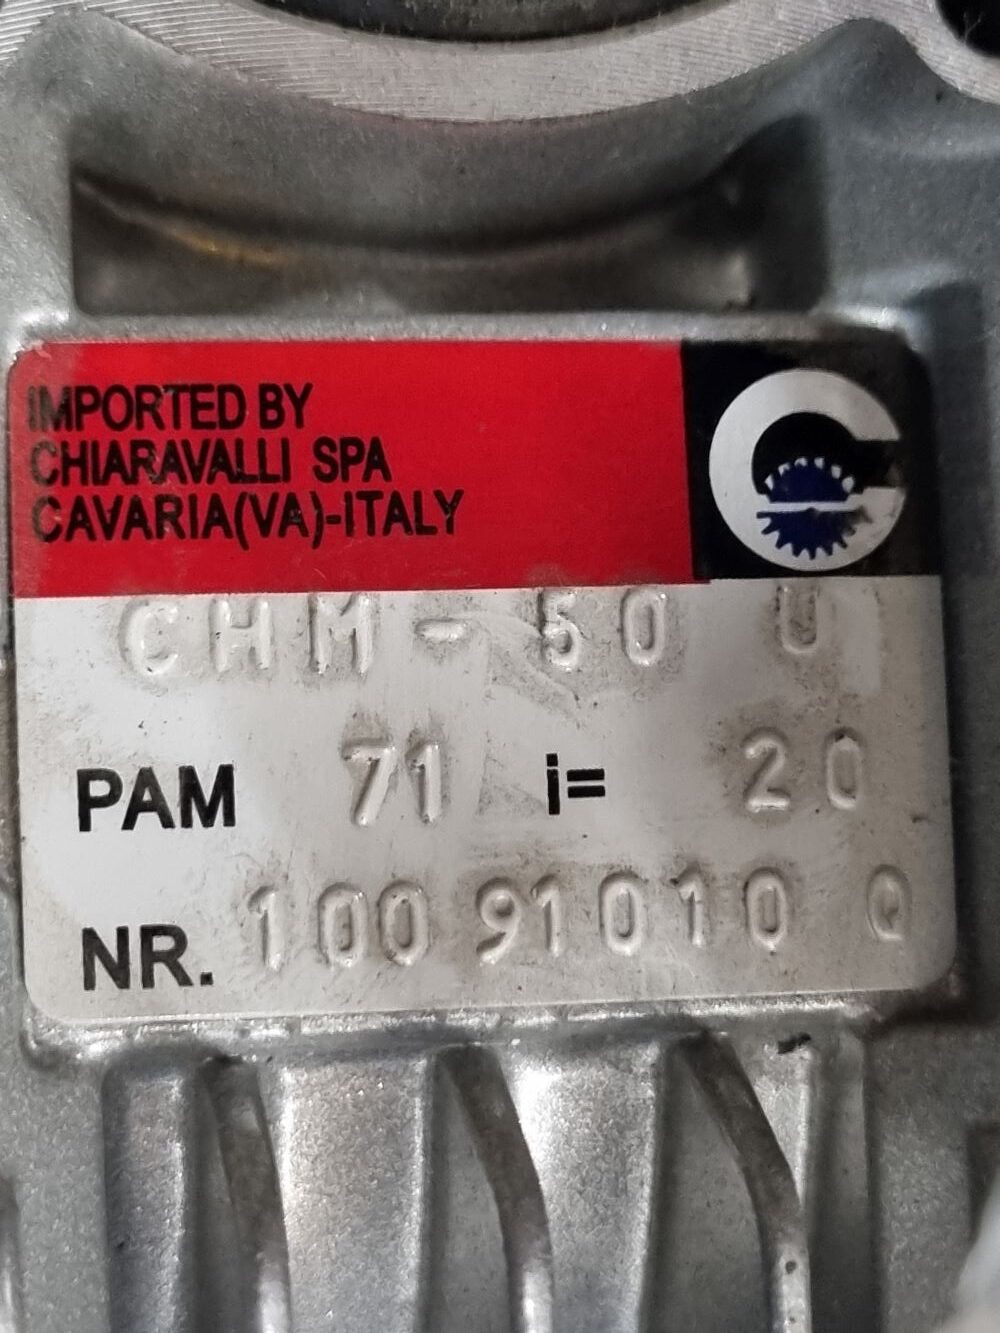 IMPORTED BY
CHIARAVALLI SPA
CAVARIA(VA)-ITALY
CHM-50 U
PAM 71 i= 20
NR. 10091010 Q